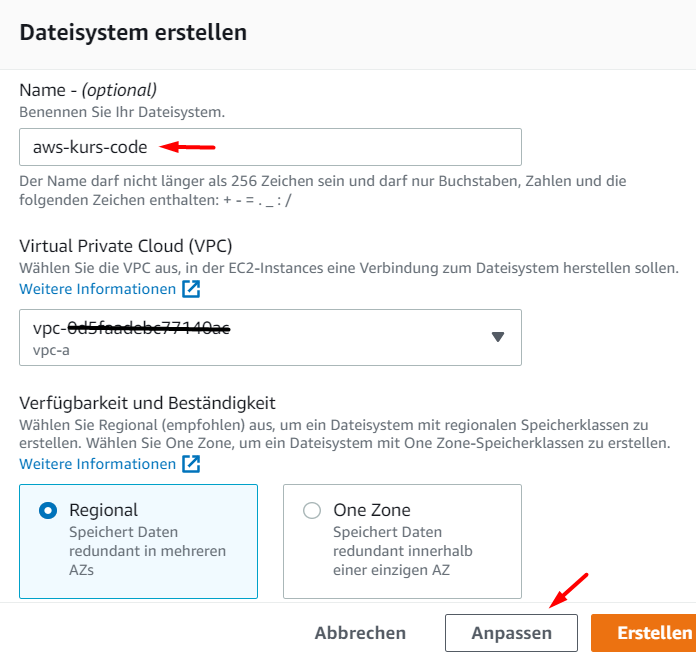 Dateisystem erstellen
Name - (optional)
Benennen Sie Ihr Dateisystem.
aws-kurs-code
Der Name darf nicht länger als 256 Zeichen sein und darf nur Buchstaben, Zahlen und die
folgenden Zeichen enthalten: + - = . _ : /
Virtual Private Cloud (VPC)
Wählen Sie die VPC aus, in der EC2-Instances eine Verbindung zum Dateisystem herstellen sollen.
Weitere Informationen
vpc-
vpc-a
Verfügbarkeit und Beständigkeit
Wählen Sie Regional (empfohlen) aus, um ein Dateisystem mit regionalen Speicherklassen zu
erstellen. Wählen Sie One Zone, um ein Dateisystem mit One Zone-Speicherklassen zu erstellen.
Weitere Informationen
Regional
Speichert Daten
redundant in mehreren
AZs
One Zone
Speichert Daten
redundant innerhalb
einer einzigen AZ
Abbrechen
Anpassen
Erstellen